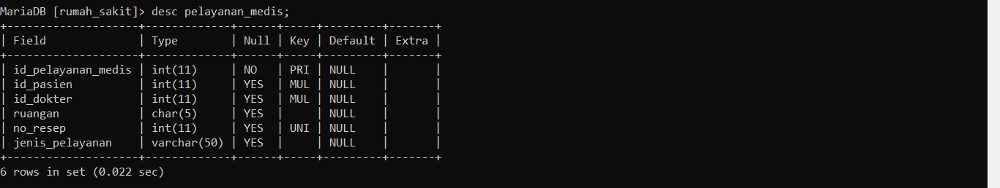 MariaDB [rumah_sakit]> desc pelayanan_medis;
+--------------------+-------------+------+-----+---------+-------+
| Field              | Type        | Null | Key | Default | Extra |
+--------------------+-------------+------+-----+---------+-------+
| id_pelayanan_medis | int(11)     | NO   | PRI | NULL    |       |
| id_pasien          | int(11)     | YES  | MUL | NULL    |       |
| id_dokter          | int(11)     | YES  | MUL | NULL    |       |
| ruangan            | char(5)     | YES  |     | NULL    |       |
| no_resep           | int(11)     | YES  | UNI | NULL    |       |
| jenis_pelayanan    | varchar(50) | YES  |     | NULL    |       |
+--------------------+-------------+------+-----+---------+-------+
6 rows in set (0.022 sec)